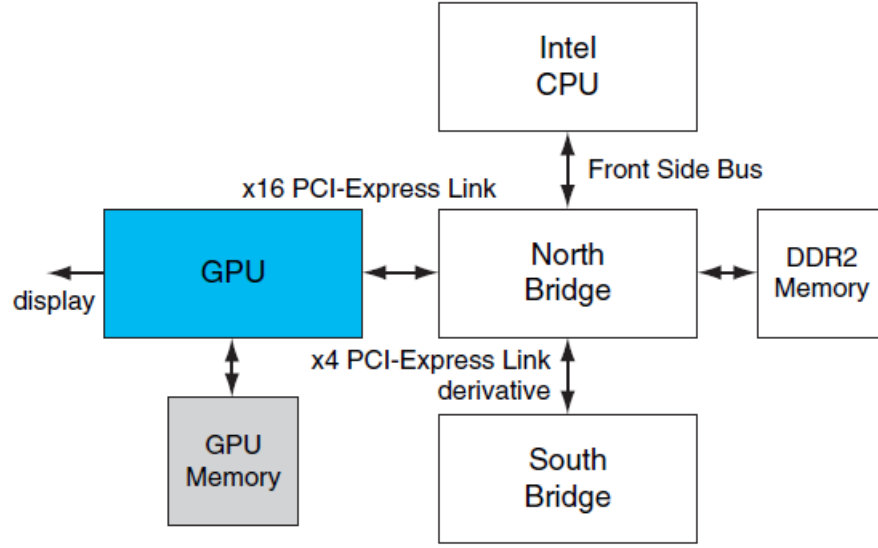 Intel
CPU
Front Side Bus
x16 PCI-Express Link
GPU
North
Bridge
DDR2
Memory
display
x4 PCI-Express Link
derivative
GPU
Memory
South
Bridge